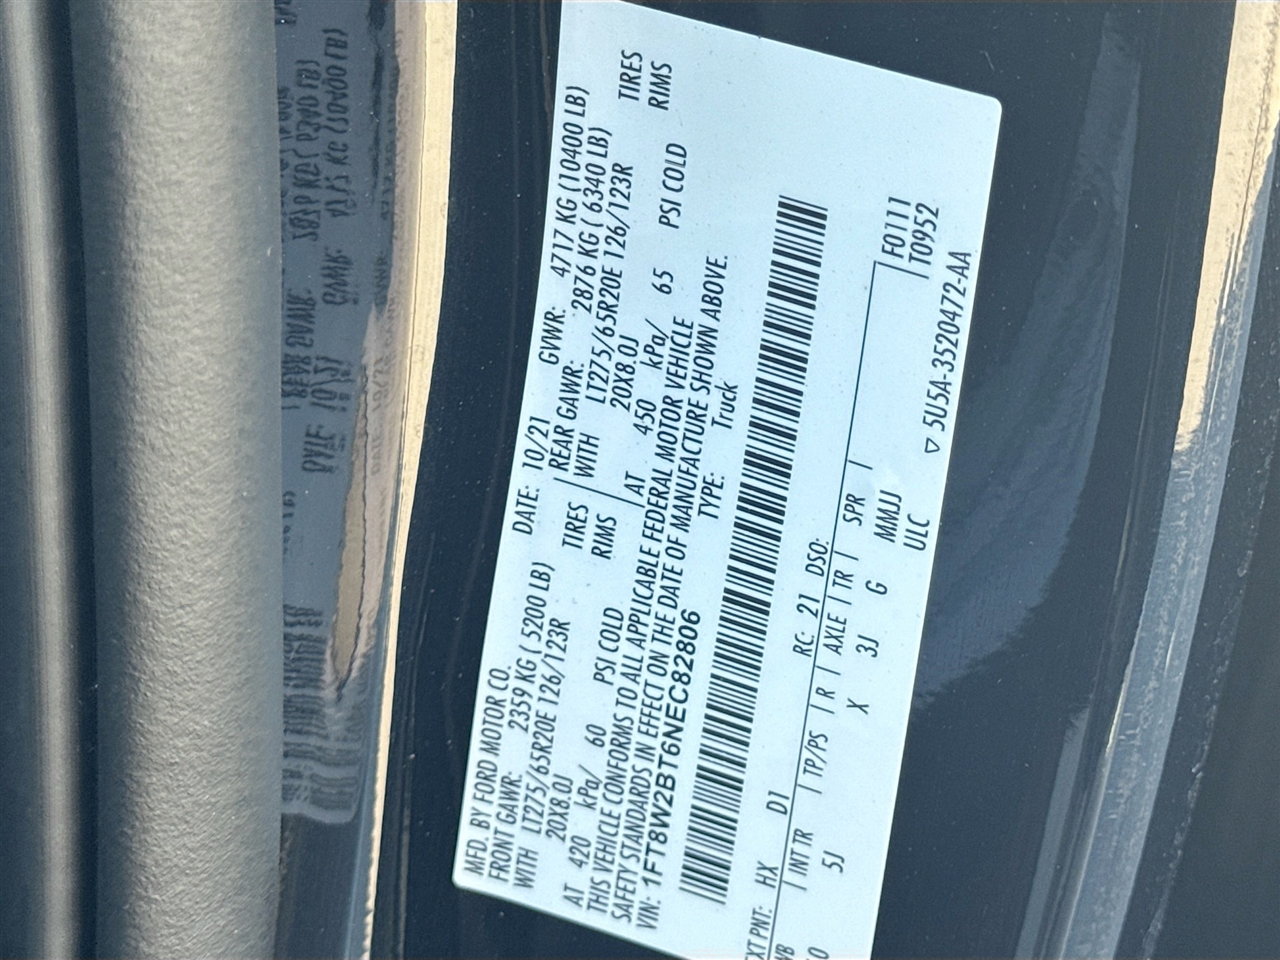 MFD. BY FORD MOTOR CO.
DATE: 10/21 GVWR: 4717 KG (10400 LB)
FRONT GAWR: 2359 KG ( 5200 LB) REAR GAWR: 2876 KG ( 6340 LB)
WITH LT275/65R20E 126/123R TIRES WITH LT275/65R20E 126/123R TIRES
20X8.0J RIMS 20X8.0J RIMS
AT 420 kPa/ 60 PSI COLD AT 450 kPa/ 65 PSI COLD
THIS VEHICLE CONFORMS TO ALL APPLICABLE FEDERAL MOTOR VEHICLE
SAFETY STANDARDS IN EFFECT ON THE DATE OF MANUFACTURE SHOWN ABOVE.
VIN: 1FT8W2BT6NEC82806 TYPE: Truck
EXT PNT: HX D1 RC: 21 DSO: F0111
WB INT TR TP/PS R AXLE TR SPR T0952
5J X 3J G MMJJ
ULC ▽ 5U5A-3520472-AA